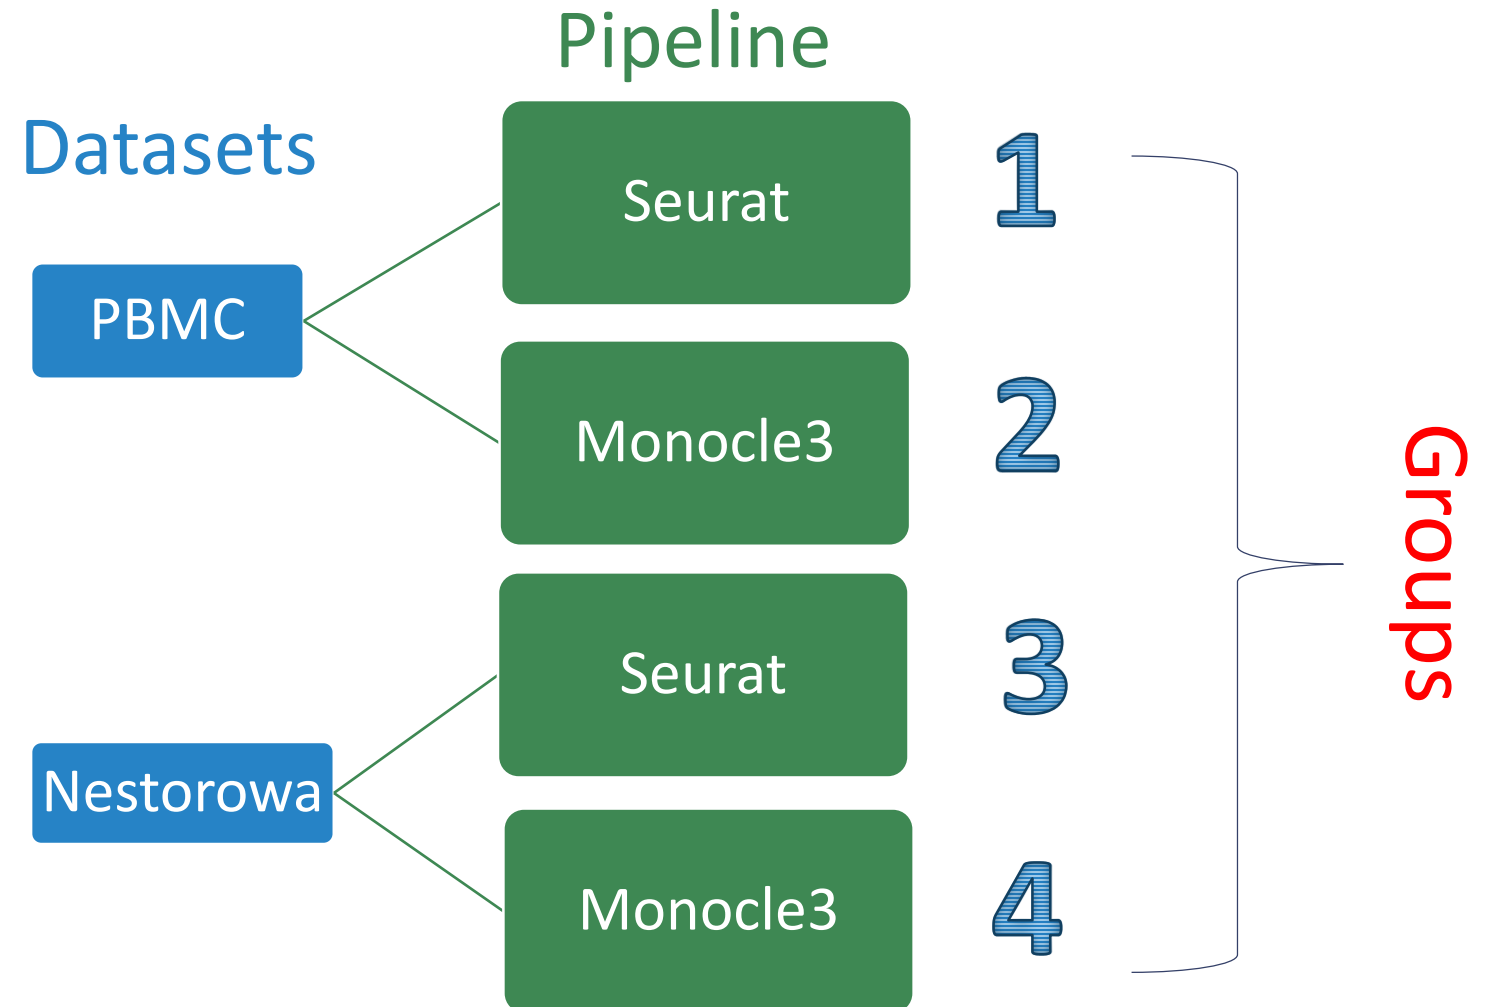 Pipeline
Datasets
PBMC
Seurat
1
Monocle3
2
Nestorowa
Seurat
3
Monocle3
4
Groups